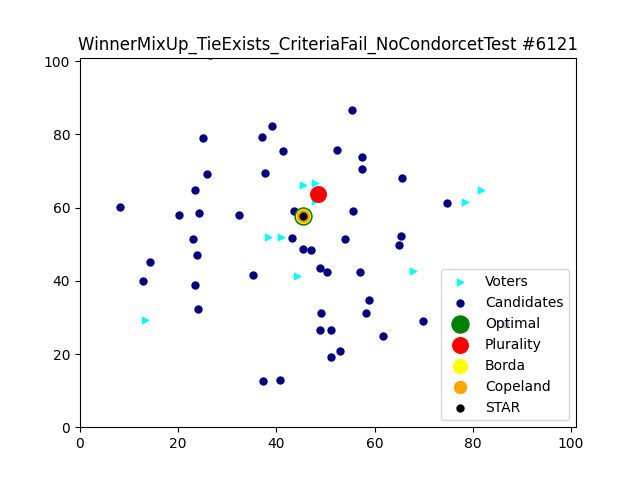 WinnerMixUp_TieExists_CriteriaFail_NoCondorcetTest #6121
100
80
60
40
20
0
0 20 40 60 80 100
Voters
Candidates
Optimal
Plurality
Borda
Copeland
STAR